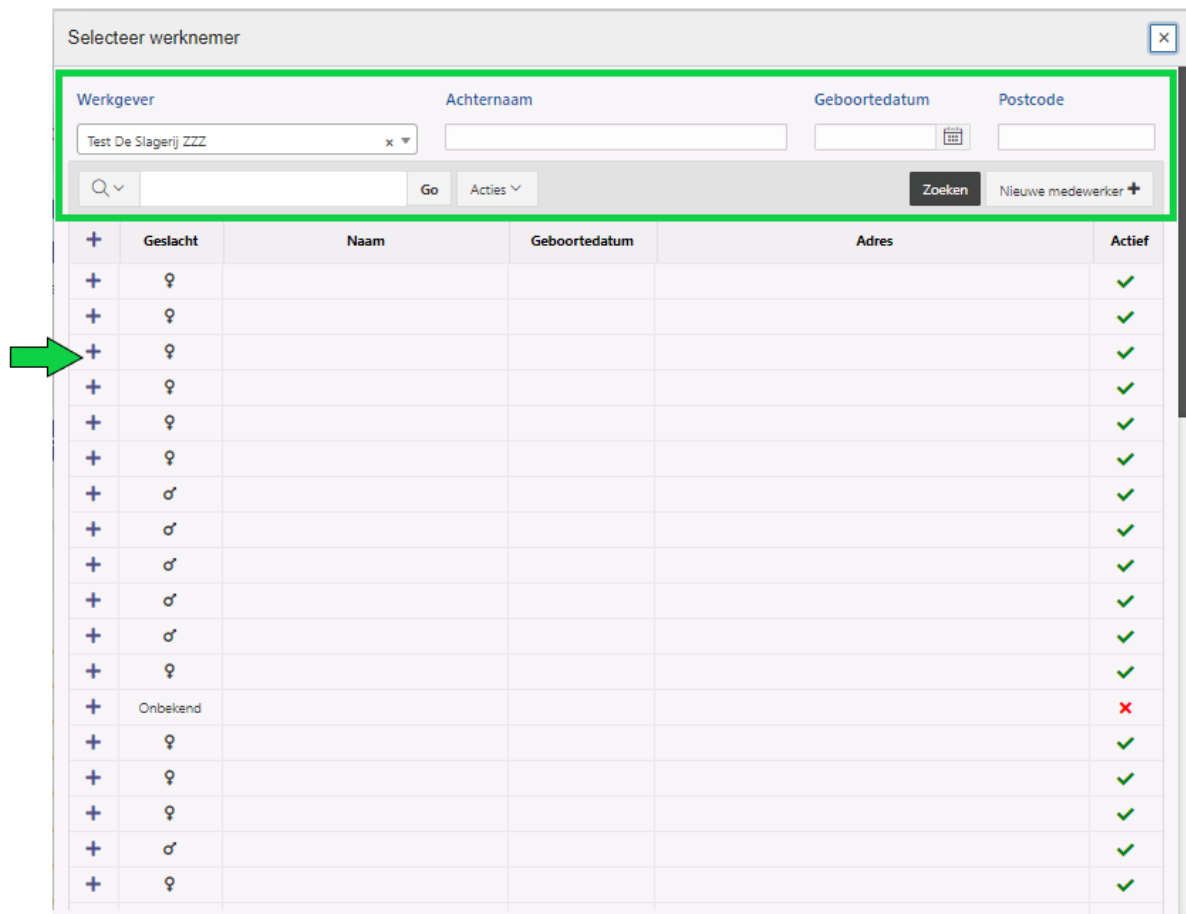 Selecteer werknemer
Werkgever Achternaam Geboortedatum Postcode
Test De Slagerij ZZZ
Go Acties Zoeken Nieuwe medewerker
Geslacht Naam Geboortedatum Adres Actief
Onbekend